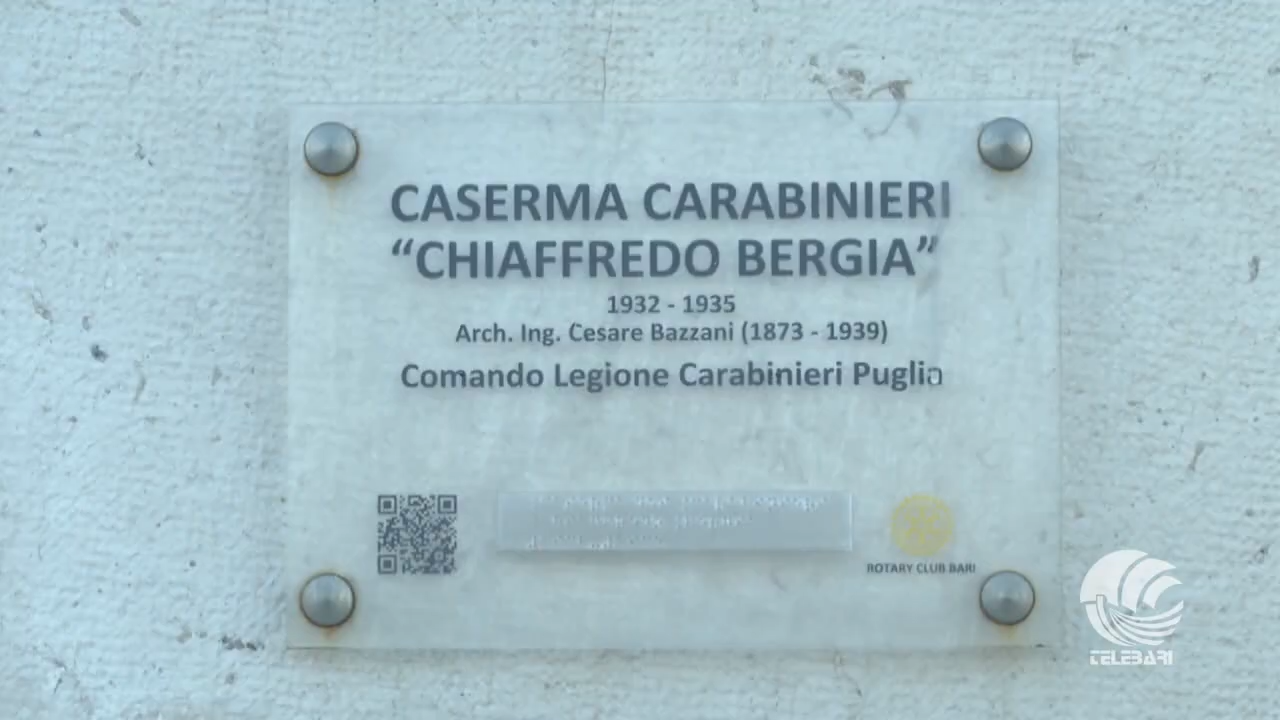 CASERMA CARABINIERI
“CHIAFFREDO BERGIA”
1932 - 1935
Arch. Ing. Cesare Bazzani (1873 - 1939)
Comando Legione Carabinieri Puglia
ROTARY CLUB BARI
TELEBARI